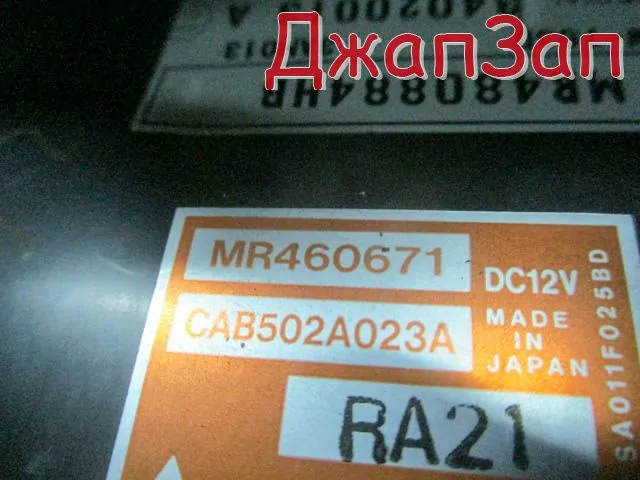 ДжапЗап
MR480884HR
MR460671
CAB502A023A
DC12V
MADE
IN
JAPAN
RA21
SA011F025BD